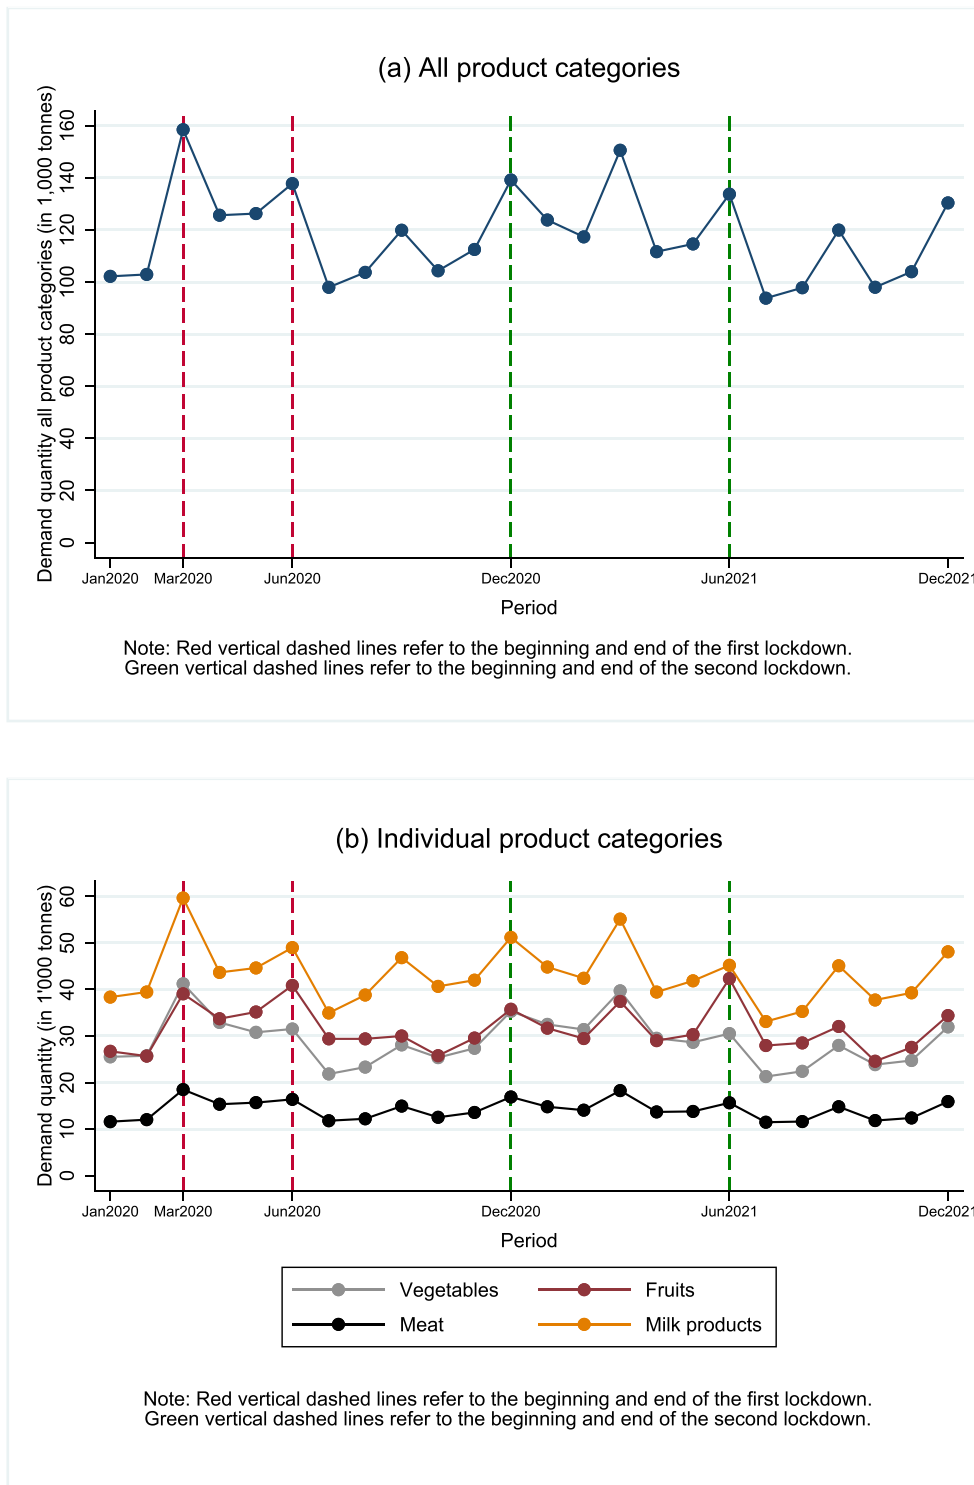 (a) All product categories
Demand quantity all product categories (in 1,000 tonnes)
160
140
120
100
80
60
40
20
0
Jan2020 Mar2020 Jun2020 Dec2020 Jun2021 Dec2021
Period
Note: Red vertical dashed lines refer to the beginning and end of the first lockdown.
Green vertical dashed lines refer to the beginning and end of the second lockdown.
(b) Individual product categories
Demand quantity (in 1'000 tonnes)
60
50
40
30
20
10
0
Jan2020 Mar2020 Jun2020 Dec2020 Jun2021 Dec2021
Period
Vegetables Fruits
Meat Milk products
Note: Red vertical dashed lines refer to the beginning and end of the first lockdown.
Green vertical dashed lines refer to the beginning and end of the second lockdown.